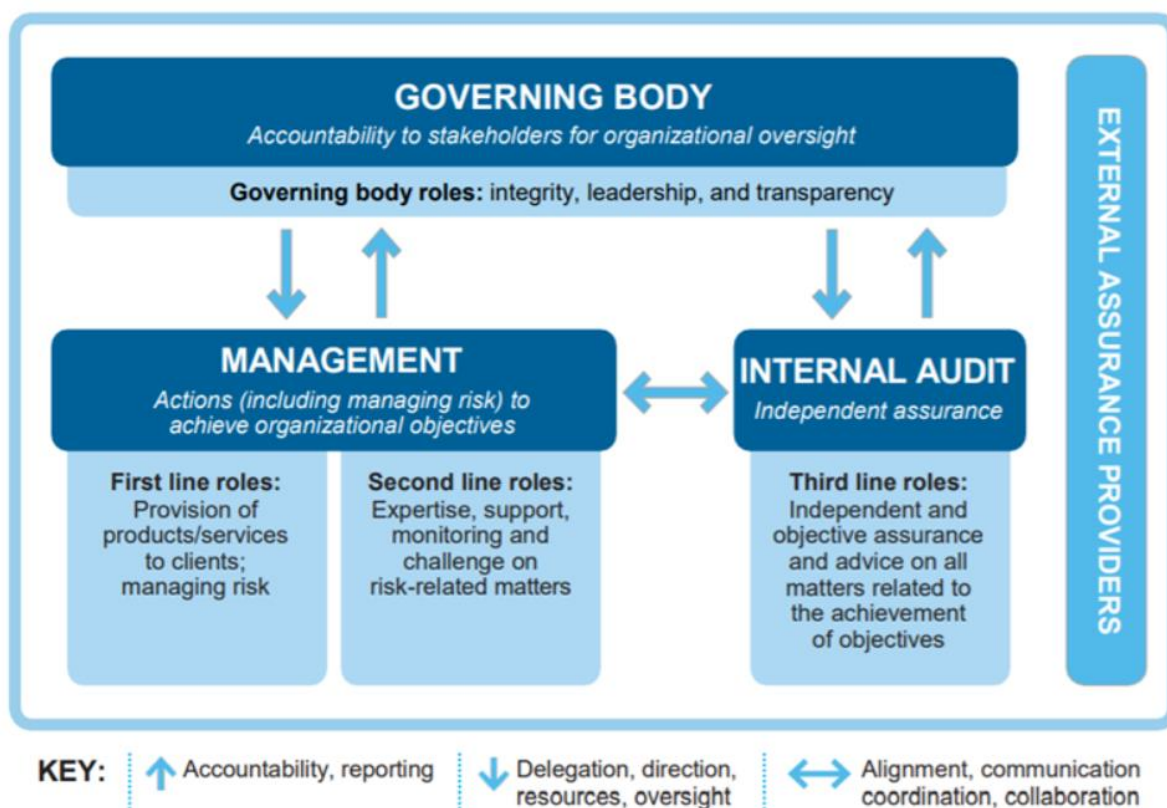 GOVERNING BODY
Accountability to stakeholders for organizational oversight
Governing body roles: integrity, leadership, and transparency
MANAGEMENT
Actions (including managing risk) to
achieve organizational objectives
First line roles:
Provision of
products/services
to clients;
managing risk
Second line roles:
Expertise, support,
monitoring and
challenge on
risk-related matters
INTERNAL AUDIT
Independent assurance
Third line roles:
Independent and
objective assurance
and advice on all
matters related to
the achievement
of objectives
EXTERNAL ASSURANCE PROVIDERS
KEY:
Accountability, reporting
Delegation, direction,
resources, oversight
Alignment, communication
coordination, collaboration